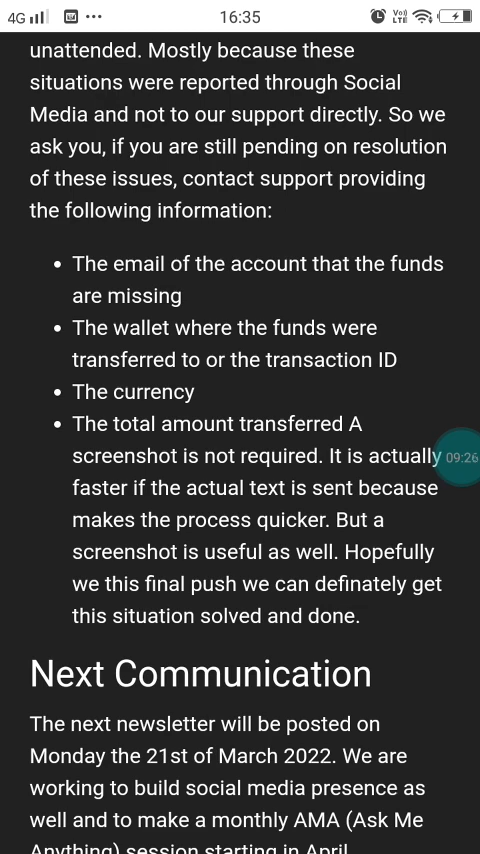 4G 16:35 Vo) LTE
unattended. Mostly because these
situations were reported through Social
Media and not to our support directly. So we
ask you, if you are still pending on resolution
of these issues, contact support providing
the following information:
• The email of the account that the funds
are missing
• The wallet where the funds were
transferred to or the transaction ID
• The currency
• The total amount transferred A
screenshot is not required. It is actually
09:26
faster if the actual text is sent because
makes the process quicker. But a
screenshot is useful as well. Hopefully
we this final push we can definately get
this situation solved and done.
Next Communication
The next newsletter will be posted on
Monday the 21st of March 2022. We are
working to build social media presence as
well and to make a monthly AMA (Ask Me
Anything) session starting in April